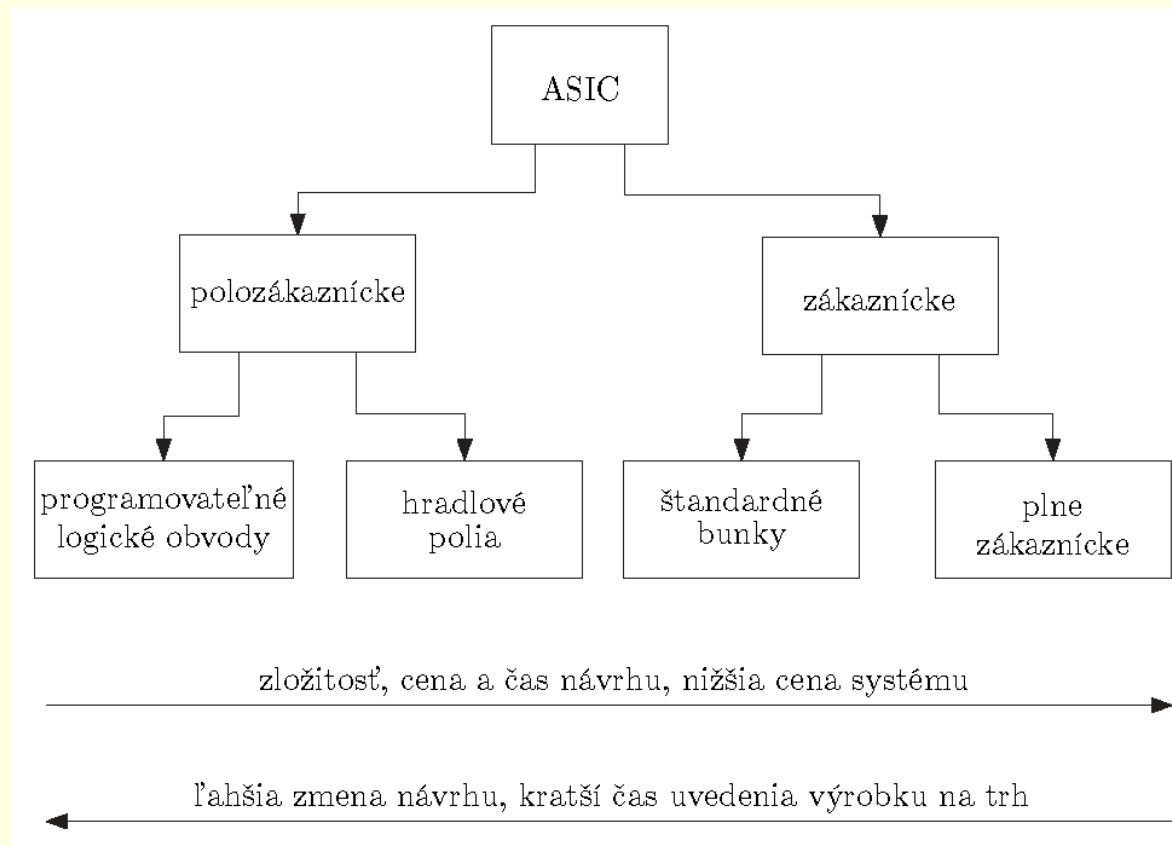 ASIC
polozákaznícke
zákaznícke
programovateľné
logické obvody
hradlové
polia
štandardné
bunky
plne
zákaznícke
zložitosť, cena a čas návrhu, nižšia cena systému
ľahšia zmena návrhu, kratší čas uvedenia výrobku na trh